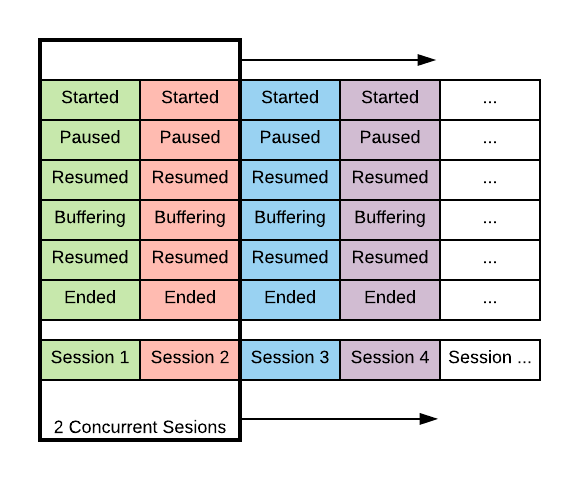 Started Started Started Started ...
Paused Paused Paused Paused ...
Resumed Resumed Resumed Resumed ...
Buffering Buffering Buffering Buffering ...
Resumed Resumed Resumed Resumed ...
Ended Ended Ended Ended ...
Session 1 Session 2 Session 3 Session 4 Session ...
2 Concurrent Sesions